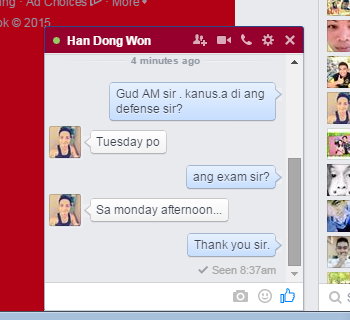 ing · Ad Choices · More
ok © 2015
Han Dong Won
4 minutes ago
Gud AM sir . kanus.a di ang
defense sir?
Tuesday po
ang exam sir?
Sa monday afternoon...
Thank you sir.
Seen 8:37am
S